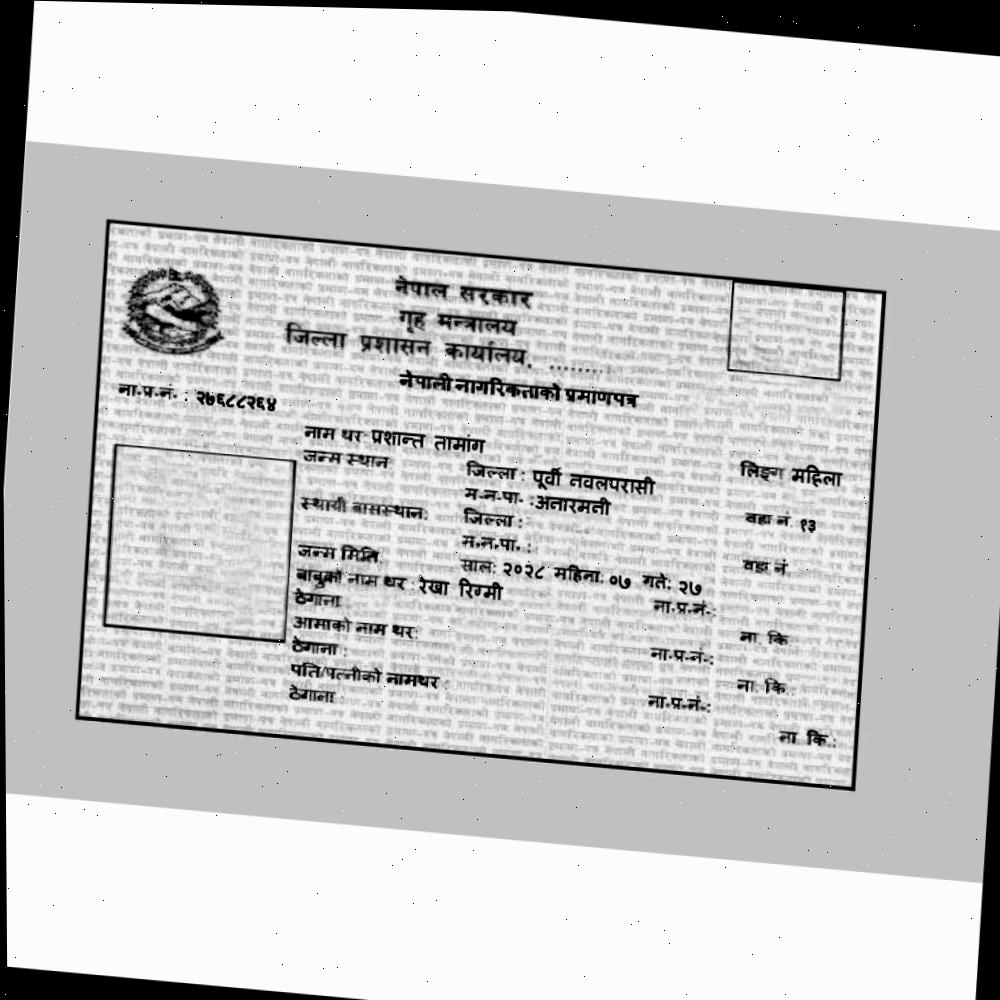 नेपाल सरकार
गृह मन्त्रालय
जिल्ला प्रशासन कार्यालय, ........
नेपाली नागरिकताको प्रमाणपत्र
ना.प्र.नं. : २७६८८२६४
नाम थर: प्रशान्त तामांग लिङ्ग महिला
जन्म स्थान: जिल्ला : पूर्वी नवलपरासी
म.न.पा. :अनारमनी वडा नं. १३
स्थायी बासस्थान: जिल्ला :
म.न.पा. : वडा नं.
जन्म मिति: साल: २०२८ महिना: ०७ गते: २७
बाबुको नाम थर : रेखा रिग्मी ना.प्र.नं.:
ठेगाना ना. कि
आमाको नाम थर: ना.प्र.नं.:
ठेगाना : ना. कि.:
पति/पत्नीको नामथर : ना.प्र.नं.:
ठेगाना : ना कि.: